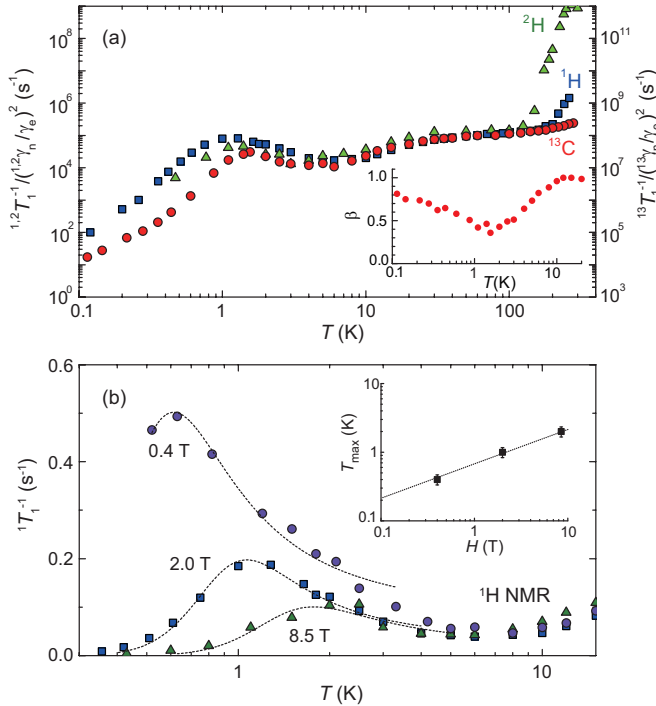 (a)
²H
¹H
¹³C
10⁸
10⁶
10⁴
10²
10⁰
¹,²T₁⁻¹/(¹,²γₙ/γₑ)² (s⁻¹)
10¹¹
10⁹
10⁷
10⁵
10³
¹³T₁⁻¹/(¹³γₙ/γₑ)² (s⁻¹)
1.0
0.5
0.0
β
0.1 1 10
T(K)
0.1 1 10 100
T (K)
(b)
0.6
0.4
0.2
0.0
¹T₁⁻¹ (s⁻¹)
0.4 T
2.0 T
8.5 T
10
1
0.1
T_max (K)
0.1 1 10
H (T)
¹H NMR
1 10
T (K)